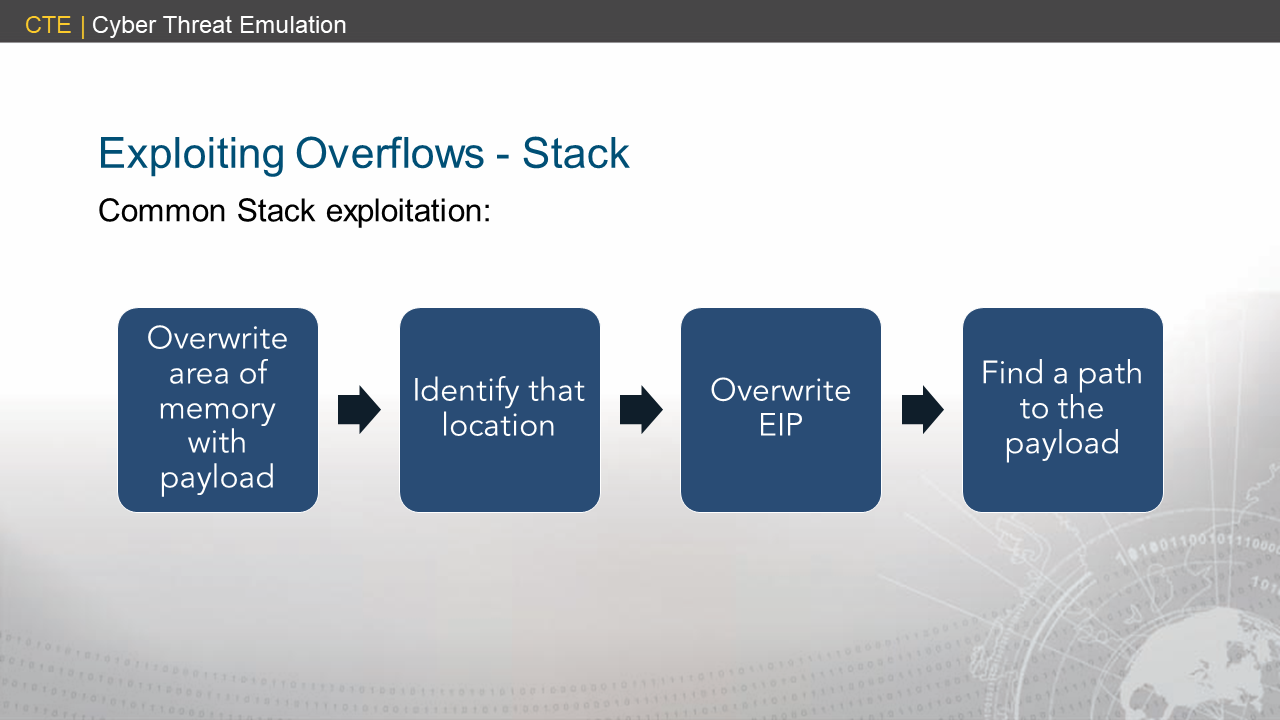 CTE | Cyber Threat Emulation
Exploiting Overflows - Stack
Common Stack exploitation:
Overwrite
area of
memory
with
payload
Identify that
location
Overwrite
EIP
Find a path
to the
payload